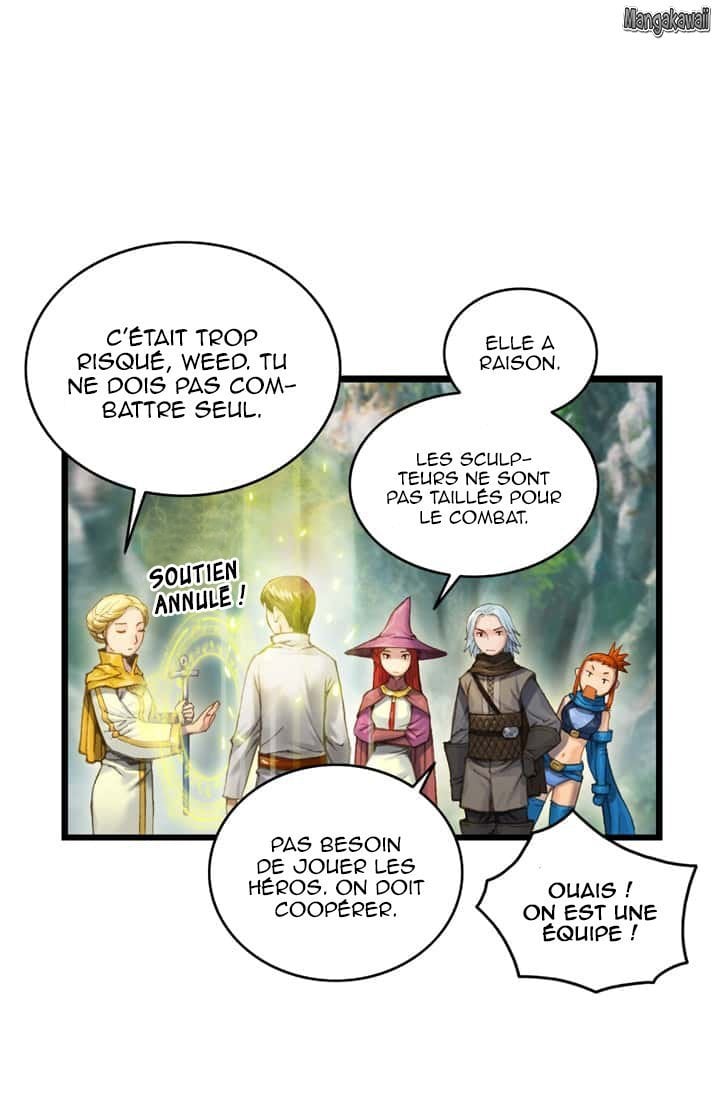 Mangakawaii
C'ÉTAIT TROP
RISQUÉ, WEED. TU
NE DOIS PAS COM-
BATTRE SEUL.
ELLE A
RAISON.
LES SCULP-
TEURS NE SONT
PAS TAILLÉS POUR
LE COMBAT.
SOUTIEN
ANNULÉ !
PAS BESOIN
DE JOUER LES
HÉROS. ON DOIT
COOPÉRER.
OUAIS !
ON EST UNE
ÉQUIPE !